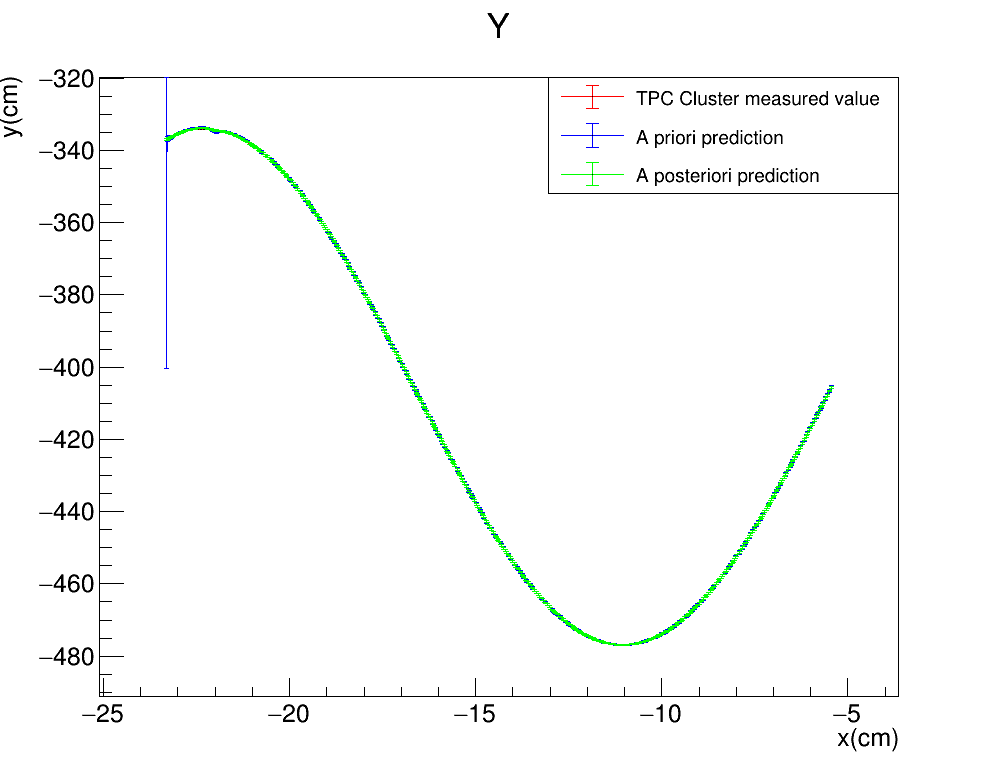 Y
y(cm)
−320
−340
−360
−380
−400
−420
−440
−460
−480
TPC Cluster measured value
A priori prediction
A posteriori prediction
−25
−20
−15
−10
−5
x(cm)